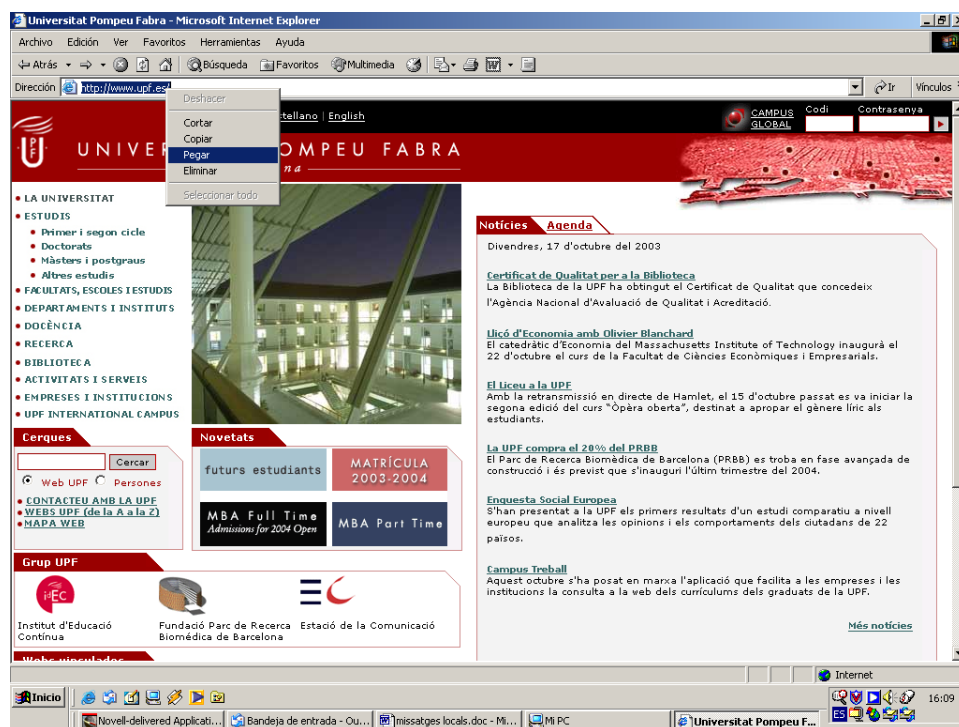 Universitat Pompeu Fabra - Microsoft Internet Explorer
Archivo Edición Ver Favoritos Herramientas Ayuda
Atrás Búsqueda Favoritos Multimedia
Dirección http://www.upf.es/ Ir Vínculos
Deshacer
Cortar
Copiar
Pegar
Eliminar
Seleccionar todo
tellano | English
CAMPUS GLOBAL Codi Contrasenya
UPF
UNIVER OMPEU FABRA
na
LA UNIVERSITAT
ESTUDIS
Primer i segon cicle
Doctorats
Màsters i postgraus
Altres estudis
FACULTATS, ESCOLES I ESTUDIS
DEPARTAMENTS I INSTITUTS
DOCÈNCIA
RECERCA
BIBLIOTECA
ACTIVITATS I SERVEIS
EMPRESES I INSTITUCIONS
UPF INTERNATIONAL CAMPUS
Cerques
Cercar
Web UPF Persones
CONTACTEU AMB LA UPF
WEBS UPF (de la A a la Z)
MAPA WEB
Novetats
futurs estudiants
MATRÍCULA
2003-2004
MBA Full Time
Admissions for 2004 Open
MBA Part Time
Grup UPF
idEC
Institut d'Educació
Contínua
Fundació Parc de Recerca
Biomédica de Barcelona
Estació de la Comunicació
Webs vinculades
Notícies Agenda
Divendres, 17 d'octubre del 2003
Certificat de Qualitat per a la Biblioteca
La Biblioteca de la UPF ha obtingut el Certificat de Qualitat que concedeix
l'Agència Nacional d'Avaluació de Qualitat i Acreditació.
Lliçó d'Economia amb Olivier Blanchard
El catedràtic d'Economia del Massachusetts Institute of Technology inaugurà el
22 d'octubre el curs de la Facultat de Ciències Econòmiques i Empresarials.
El Liceu a la UPF
Amb la retransmissió en directe de Hamlet, el 15 d'octubre passat es va iniciar la
segona edició del curs "Òpera oberta", destinat a apropar el gènere líric als
estudiants.
La UPF compra el 20% del PRBB
El Parc de Recerca Biomèdica de Barcelona (PRBB) es troba en fase avançada de
construcció i és previst que s'inauguri l'últim trimestre del 2004.
Enquesta Social Europea
S'han presentat a la UPF els primers resultats d'un estudi comparatiu a nivell
europeu que analitza les opinions i els comportaments dels ciutadans de 22
països.
Campus Treball
Aquest octubre s'ha posat en marxa l'aplicació que facilita a les empreses i les
institucions la consulta a la web dels currículums dels graduats de la UPF.
Més notícies
Internet
Inicio
16:09
Novell-delivered Applicati... Bandeja de entrada - Ou... missatges locals.doc - Mi... Mi PC Universitat Pompeu F... ES